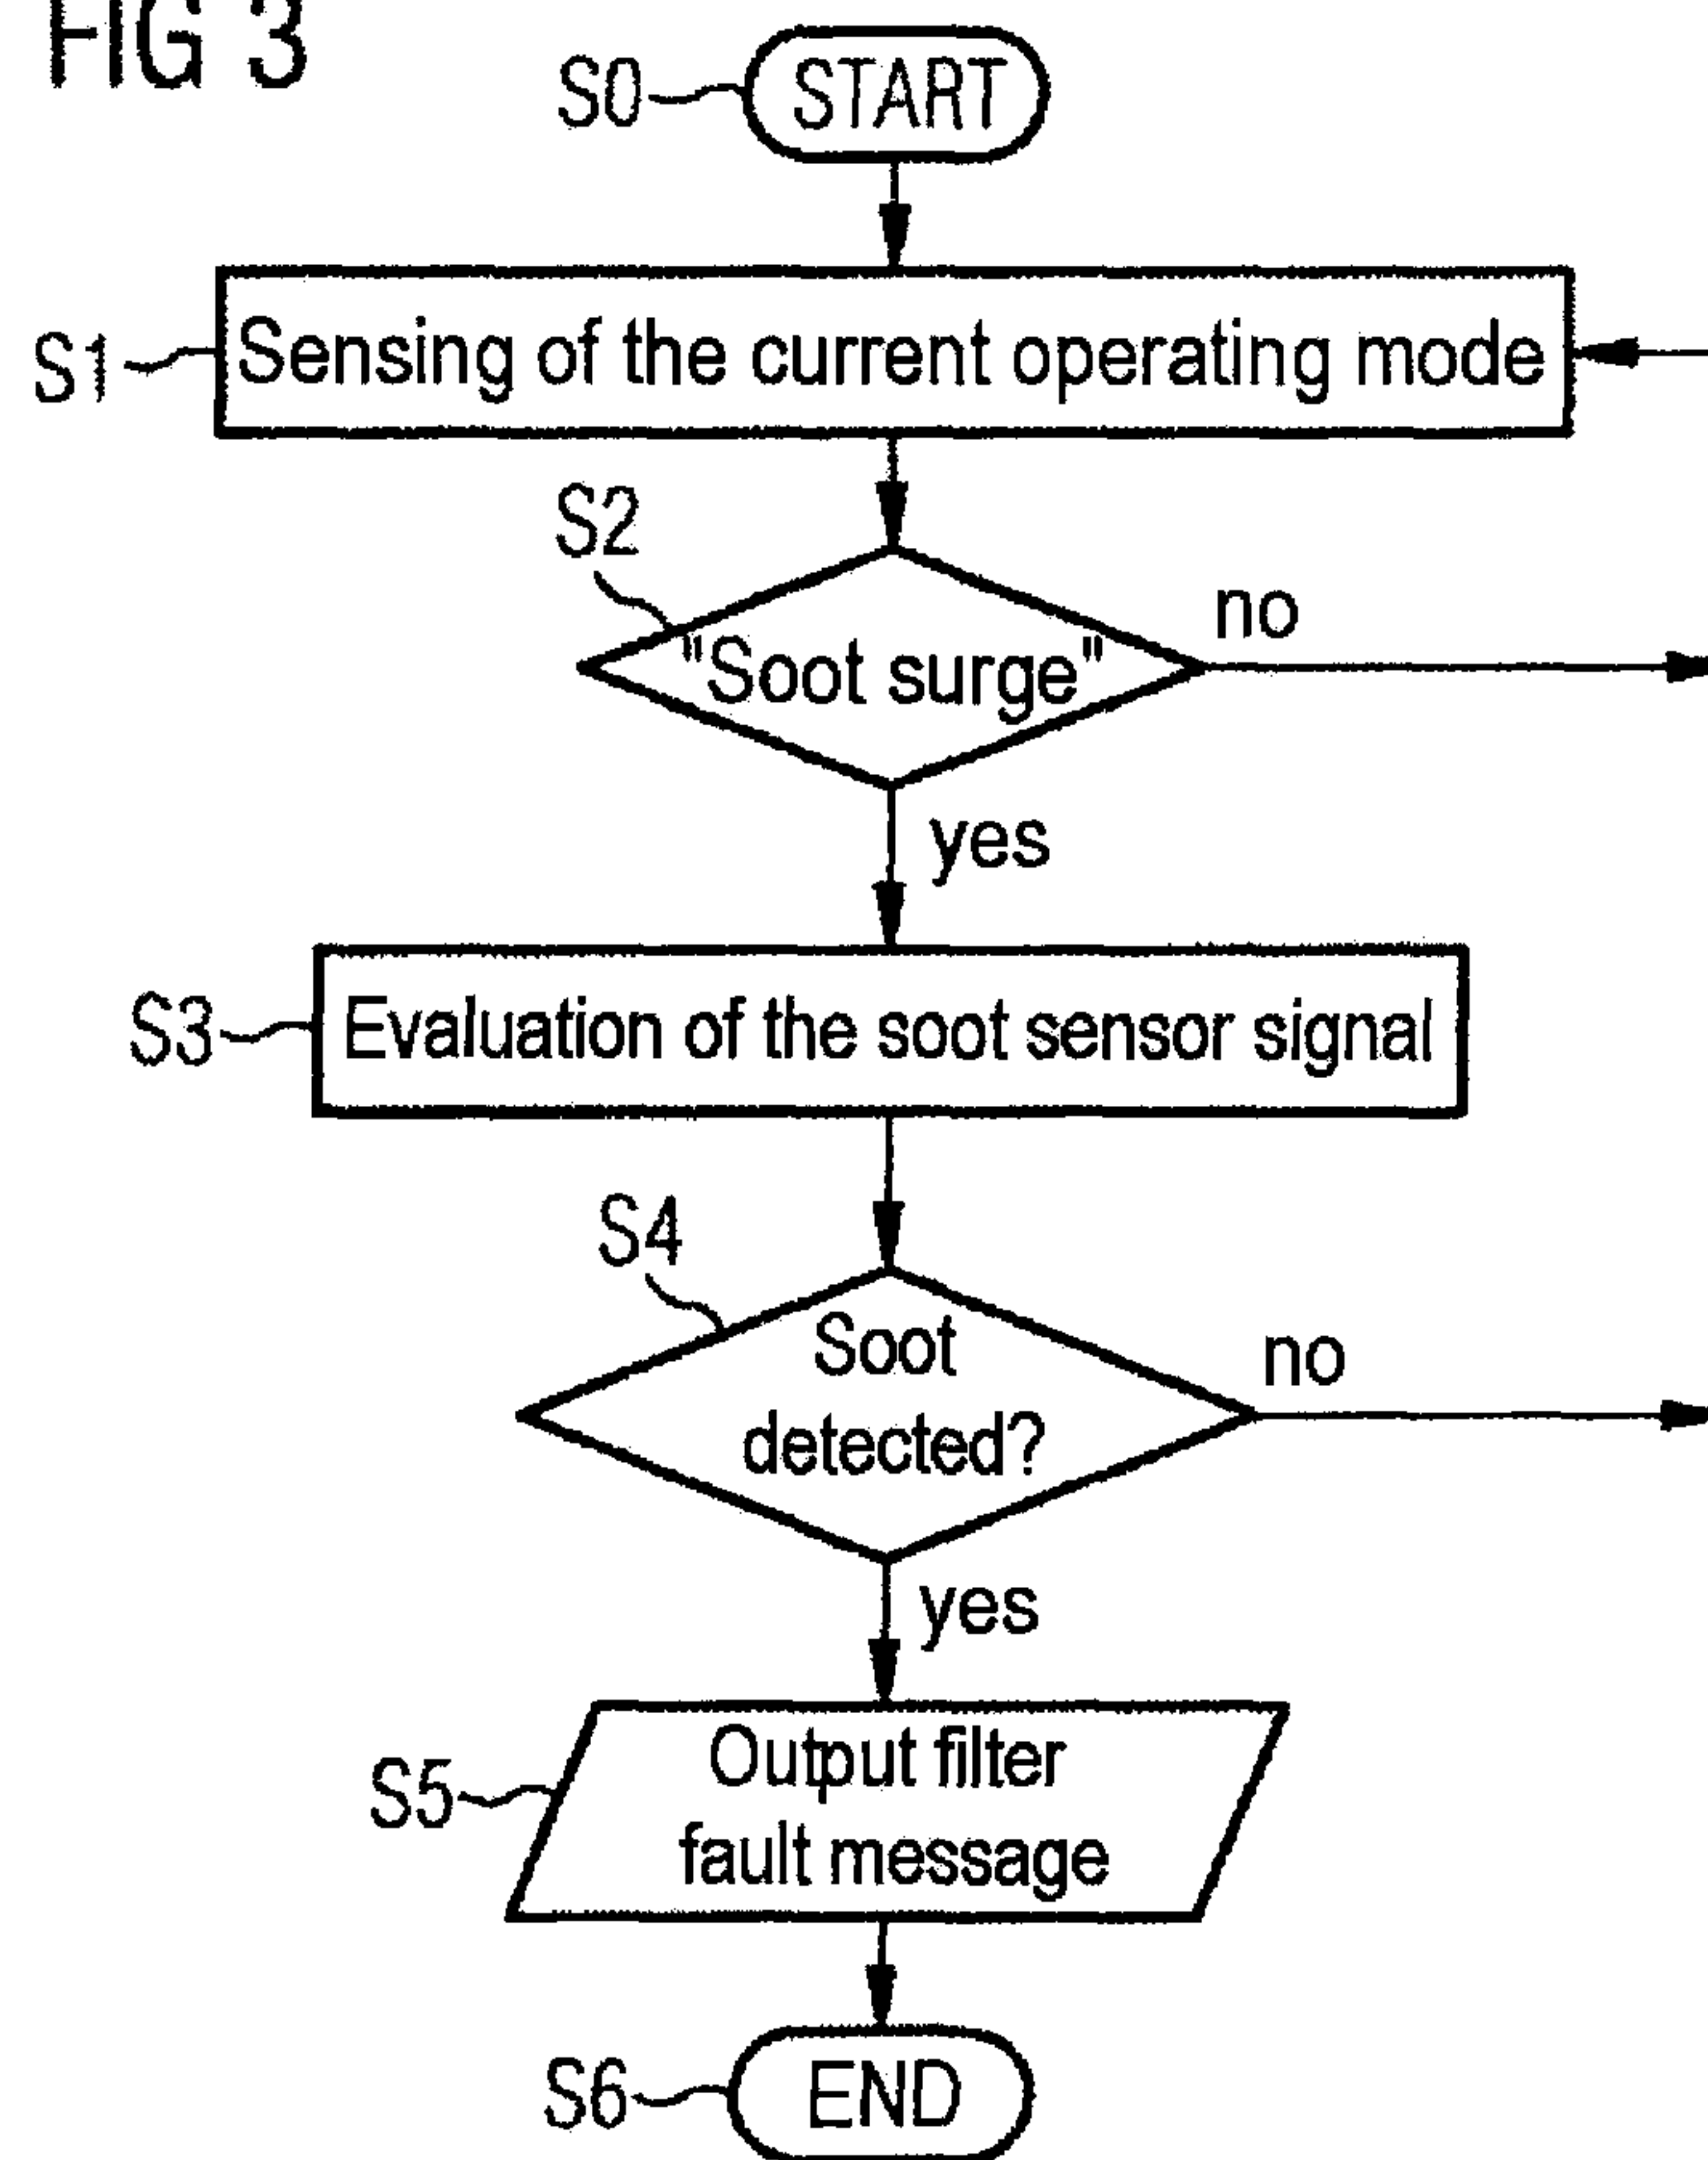 FIG 3
S0 START
S1 Sensing of the current operating mode
S2
"Soot surge"
no
yes
S3 Evaluation of the soot sensor signal
S4
Soot
detected?
no
yes
S5
Output filter
fault message
S6 END